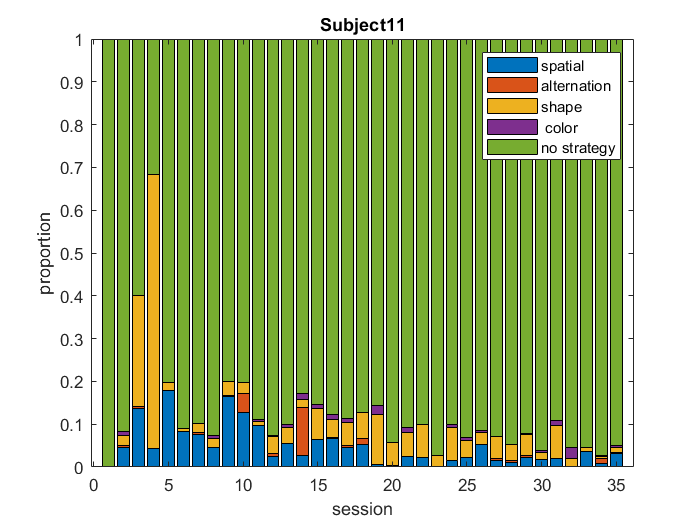 Subject11
1
0.9
0.8
0.7
0.6
0.5
0.4
0.3
0.2
0.1
0
proportion
spatial
alternation
shape
color
no strategy
0 5 10 15 20 25 30 35
session